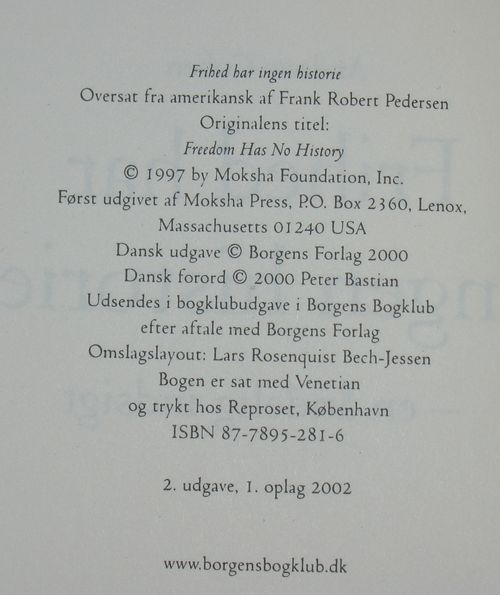 Frihed har ingen historie
Oversat fra amerikansk af Frank Robert Pedersen
Originalens titel:
Freedom Has No History
© 1997 by Moksha Foundation, Inc.
Først udgivet af Moksha Press, P.O. Box 2360, Lenox,
Massachusetts 01240 USA
Dansk udgave © Borgens Forlag 2000
Dansk forord © 2000 Peter Bastian
Udsendes i bogklubudgave i Borgens Bogklub
efter aftale med Borgens Forlag
Omslagslayout: Lars Rosenquist Bech-Jessen
Bogen er sat med Venetian
og trykt hos Reproset, København
ISBN 87-7895-281-6
2. udgave, 1. oplag 2002
www.borgensbogklub.dk